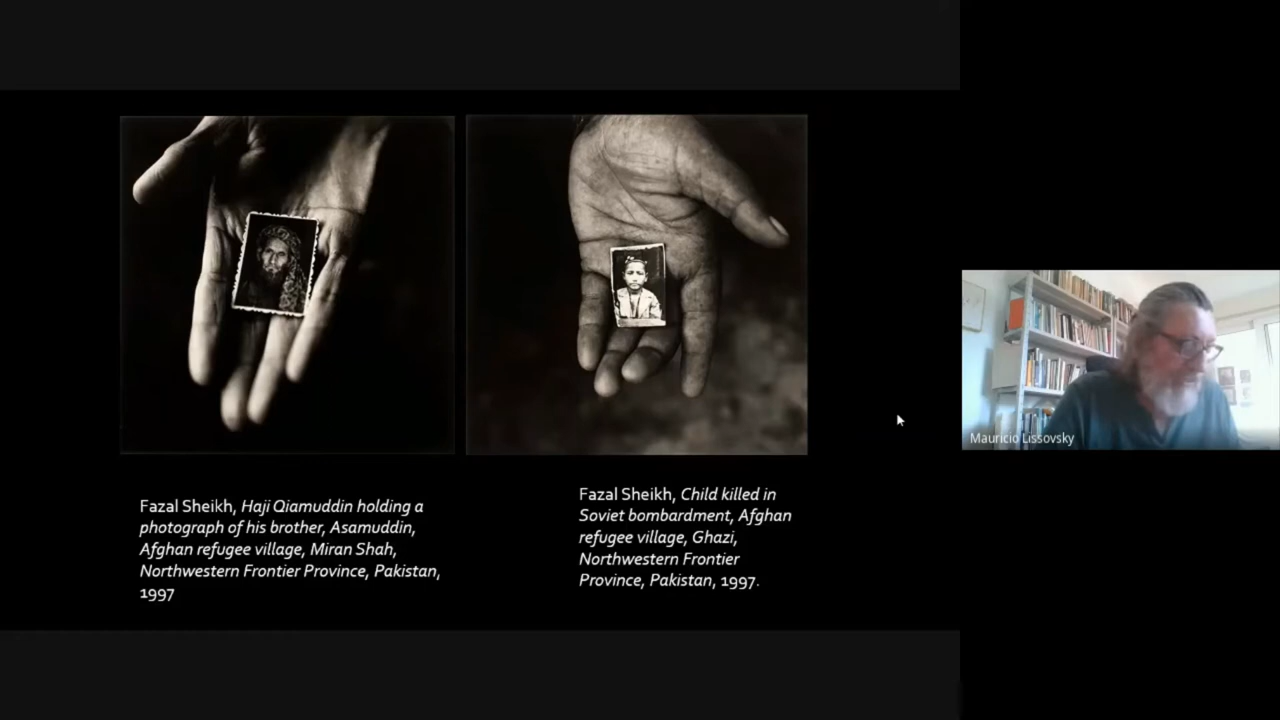 Fazal Sheikh, Haji Qiamuddin holding a
photograph of his brother, Asamuddin,
Afghan refugee village, Miran Shah,
Northwestern Frontier Province, Pakistan,
1997
Fazal Sheikh, Child killed in
Soviet bombardment, Afghan
refugee village, Ghazi,
Northwestern Frontier
Province, Pakistan, 1997.
Mauricio Lissovsky